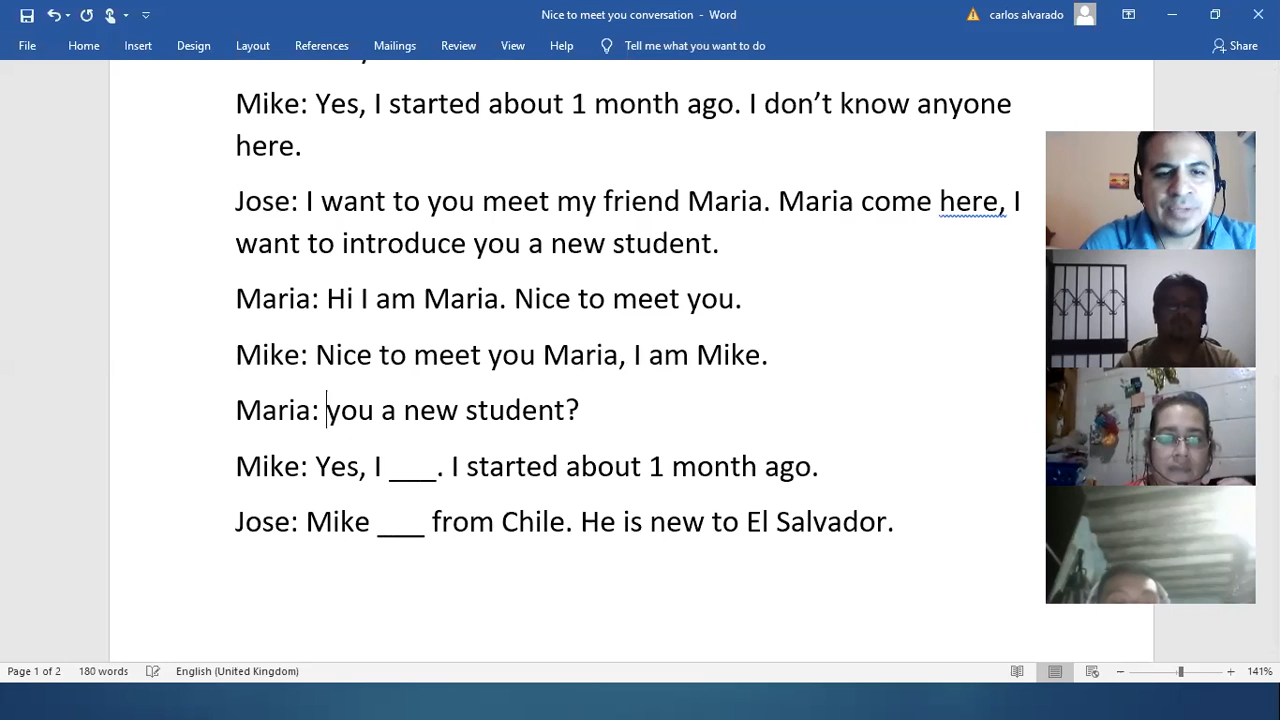 Nice to meet you conversation - Word
carlos alvarado
File Home Insert Design Layout References Mailings Review View Help Tell me what you want to do Share
Mike: Yes, I started about 1 month ago. I don’t know anyone
here.
Jose: I want to you meet my friend Maria. Maria come here, I
want to introduce you a new student.
Maria: Hi I am Maria. Nice to meet you.
Mike: Nice to meet you Maria, I am Mike.
Maria: you a new student?
Mike: Yes, I ___. I started about 1 month ago.
Jose: Mike ___ from Chile. He is new to El Salvador.
Page 1 of 2 180 words English (United Kingdom) 141%